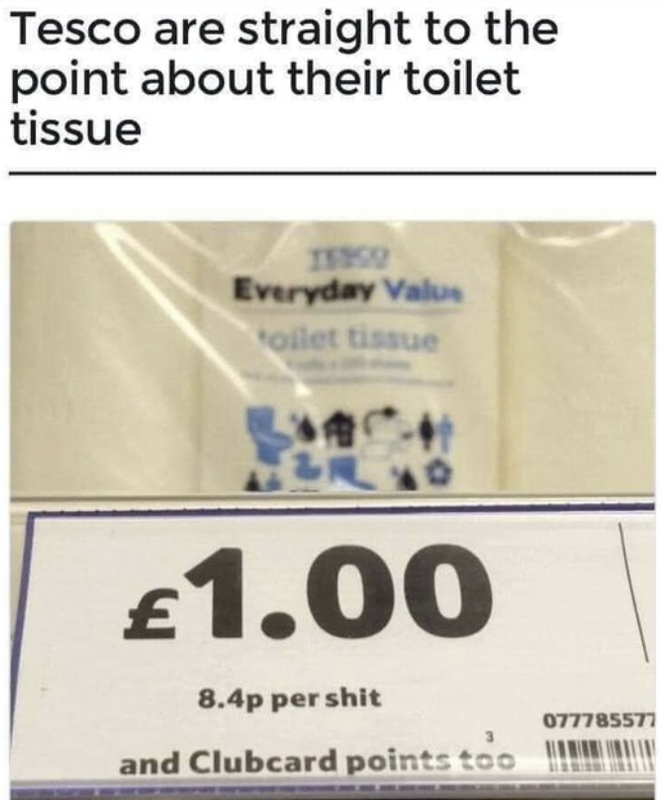 Tesco are straight to the
point about their toilet
tissue
TESCO
Everyday Value
toilet tissue
£1.00
8.4p per shit
3
077785577
and Clubcard points too